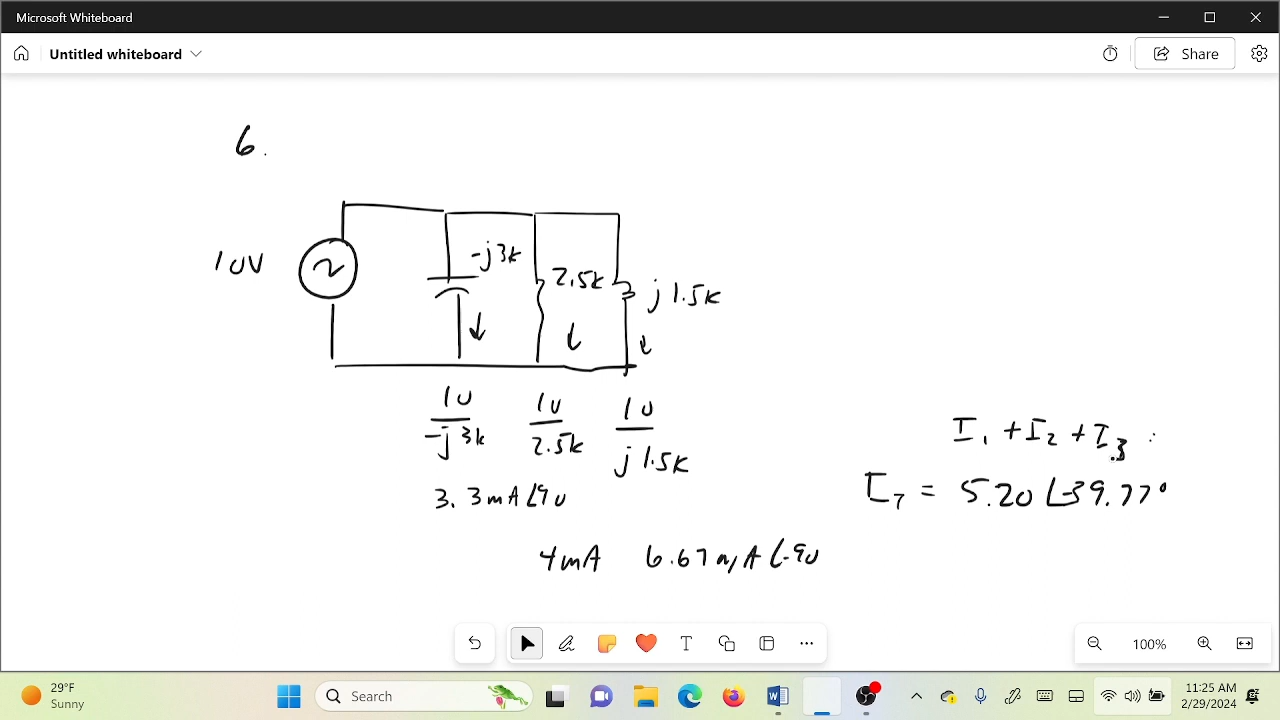 Microsoft Whiteboard
Untitled whiteboard
Share
6.
10V
-j3k
2.5k
j1.5k
10
-j3k
10
2.5k
10
j1.5k
3.3mA∠90
4mA
6.67mA∠-90
I1 + I2 + I3
IT = 5.20 ∠-39.77°
100%
29°F
Sunny
Search
11:25 AM
2/29/2024